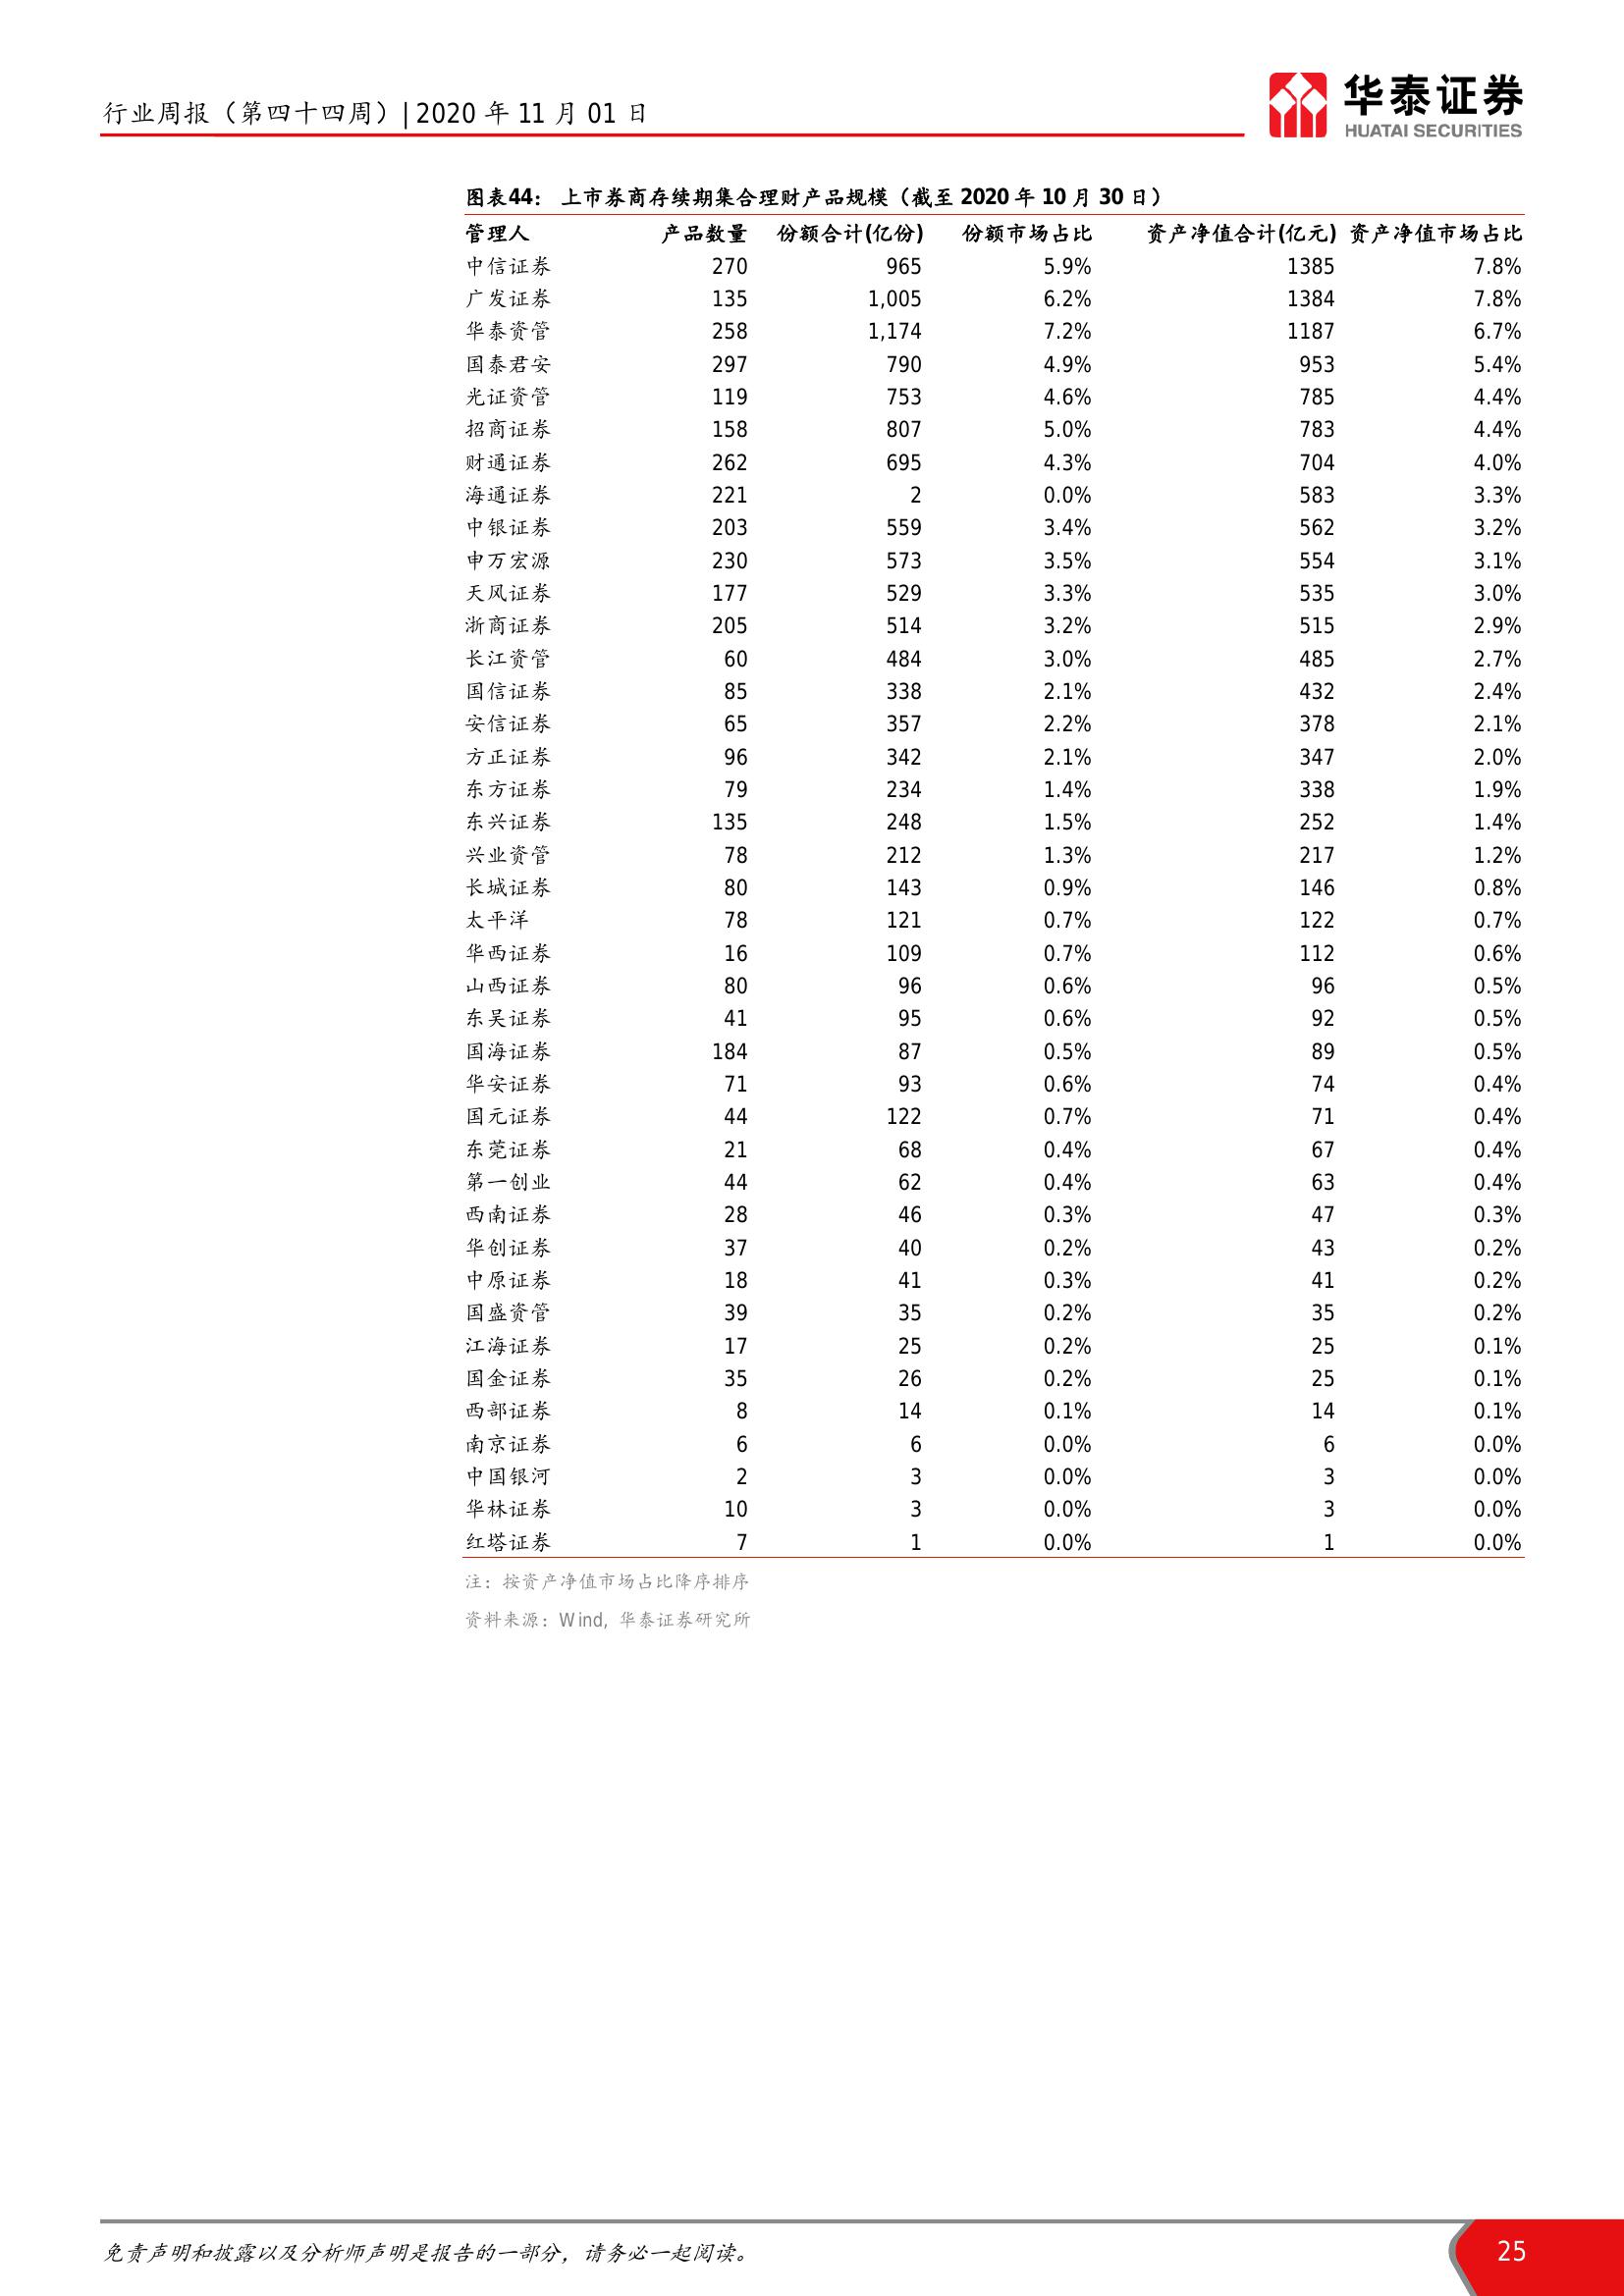 行业周报（第四十四周）| 2020 年 11 月 01 日
华泰证券
HUATAI SECURITIES
图表44： 上市券商存续期集合理财产品规模（截至 2020 年 10 月 30 日）
管理人 产品数量 份额合计(亿份) 份额市场占比 资产净值合计(亿元) 资产净值市场占比
中信证券 270 965 5.9% 1385 7.8%
广发证券 135 1,005 6.2% 1384 7.8%
华泰资管 258 1,174 7.2% 1187 6.7%
国泰君安 297 790 4.9% 953 5.4%
光证资管 119 753 4.6% 785 4.4%
招商证券 158 807 5.0% 783 4.4%
财通证券 262 695 4.3% 704 4.0%
海通证券 221 2 0.0% 583 3.3%
中银证券 203 559 3.4% 562 3.2%
申万宏源 230 573 3.5% 554 3.1%
天风证券 177 529 3.3% 535 3.0%
浙商证券 205 514 3.2% 515 2.9%
长江资管 60 484 3.0% 485 2.7%
国信证券 85 338 2.1% 432 2.4%
安信证券 65 357 2.2% 378 2.1%
方正证券 96 342 2.1% 347 2.0%
东方证券 79 234 1.4% 338 1.9%
东兴证券 135 248 1.5% 252 1.4%
兴业资管 78 212 1.3% 217 1.2%
长城证券 80 143 0.9% 146 0.8%
太平洋 78 121 0.7% 122 0.7%
华西证券 16 109 0.7% 112 0.6%
山西证券 80 96 0.6% 96 0.5%
东吴证券 41 95 0.6% 92 0.5%
国海证券 184 87 0.5% 89 0.5%
华安证券 71 93 0.6% 74 0.4%
国元证券 44 122 0.7% 71 0.4%
东莞证券 21 68 0.4% 67 0.4%
第一创业 44 62 0.4% 63 0.4%
西南证券 28 46 0.3% 47 0.3%
华创证券 37 40 0.2% 43 0.2%
中原证券 18 41 0.3% 41 0.2%
国盛资管 39 35 0.2% 35 0.2%
江海证券 17 25 0.2% 25 0.1%
国金证券 35 26 0.2% 25 0.1%
西部证券 8 14 0.1% 14 0.1%
南京证券 6 6 0.0% 6 0.0%
中国银河 2 3 0.0% 3 0.0%
华林证券 10 3 0.0% 3 0.0%
红塔证券 7 1 0.0% 1 0.0%
注：按资产净值市场占比降序排序
资料来源：Wind，华泰证券研究所
免责声明和披露以及分析师声明是报告的一部分，请务必一起阅读。
25